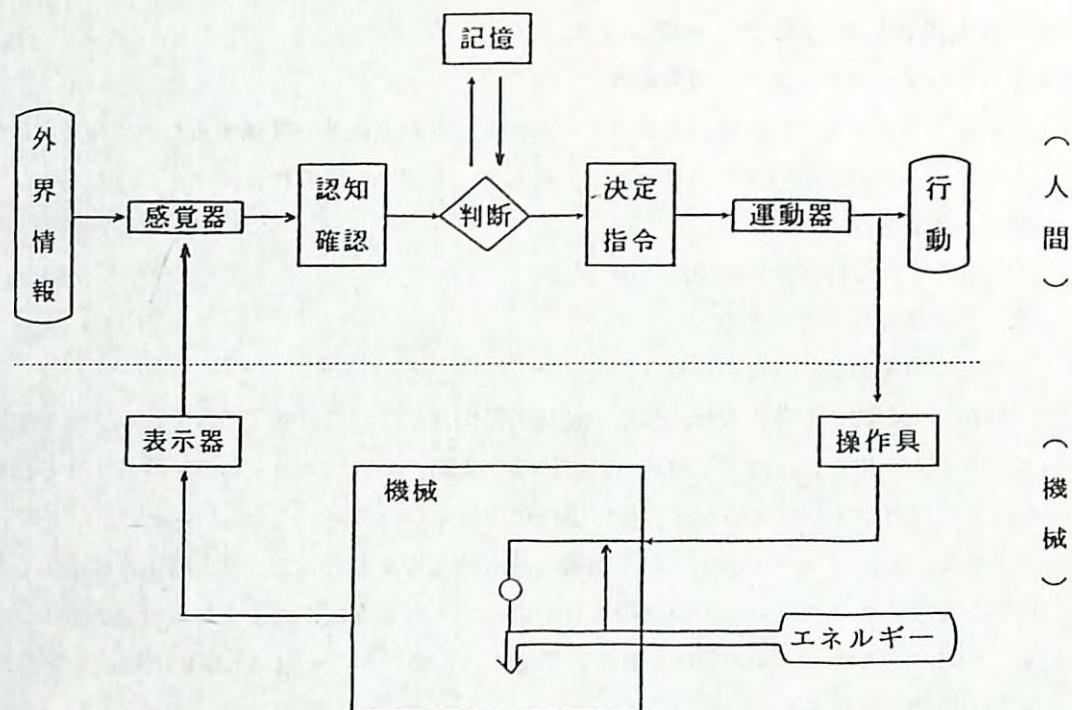 記憶
外界情報
感覚器
認知
確認
判断
決定
指令
運動器
行動
（人間）
表示器
操作具
機械
（機械）
エネルギー